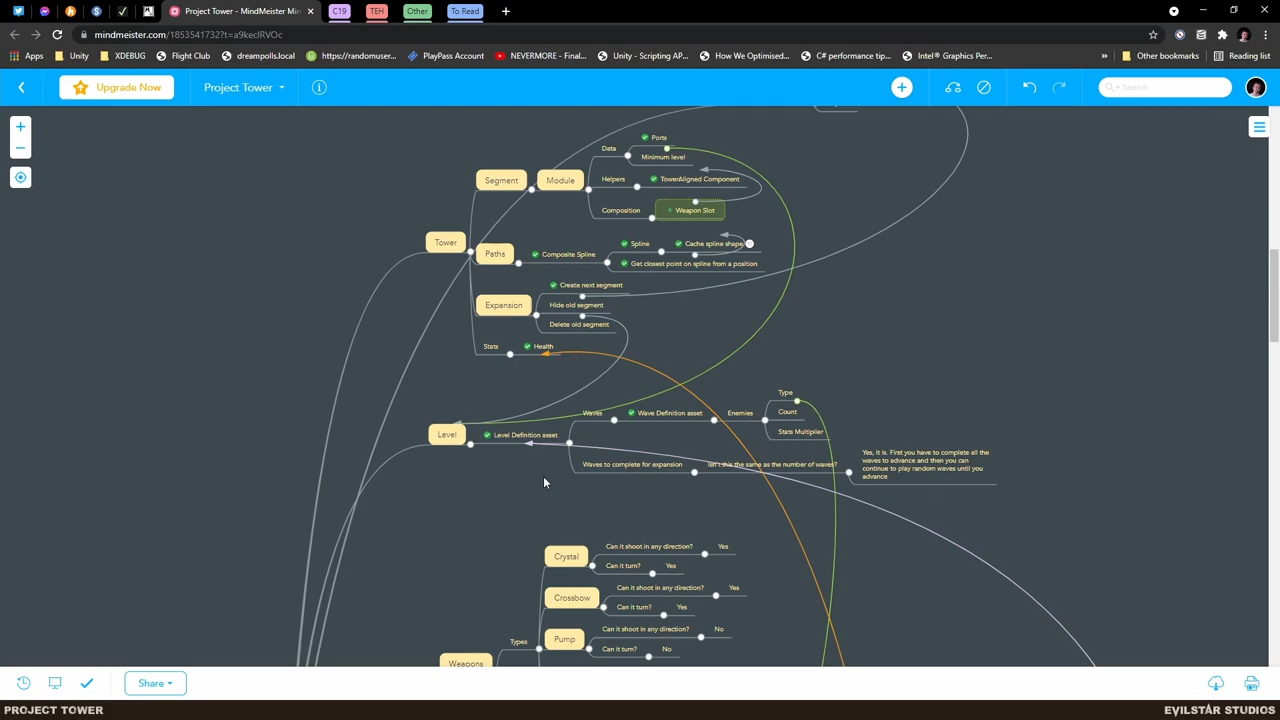 Project Tower - MindMeister Min
C19
TEH
Other
To Read
mindmeister.com/1853541732?t=a9keclRVOc
Apps
Unity
XDEBUG
Flight Club
dreampolls.local
https://randomuser...
PlayPass Account
NEVERMORE - Final...
Unity - Scripting AP...
How We Optimised...
C# performance tip...
Intel® Graphics Per...
Other bookmarks
Reading list
Upgrade Now
Project Tower
Search
Ports
Data
Minimum level
Segment
Module
Helpers
TowerAligned Component
Composition
Weapon Slot
Tower
Paths
Composite Spline
Spline
Cache spline shape
Get closest point on spline from a position
Expansion
Create next segment
Hide old segment
Delete old segment
Stats
Health
Level
Level Definition asset
Waves
Wave Definition asset
Enemies
Type
Count
Stats Multiplier
Waves to complete for expansion
Isn't this the same as the number of waves?
Yes, it is. First you have to complete all the
waves to advance and then you can
continue to play random waves until you
advance
Crystal
Can it shoot in any direction?
Yes
Can it turn?
Yes
Crossbow
Can it shoot in any direction?
Yes
Can it turn?
Yes
Types
Pump
Can it shoot in any direction?
No
Can it turn?
No
Weapons
Share
PROJECT TOWER
EVILSTAR STUDIOS